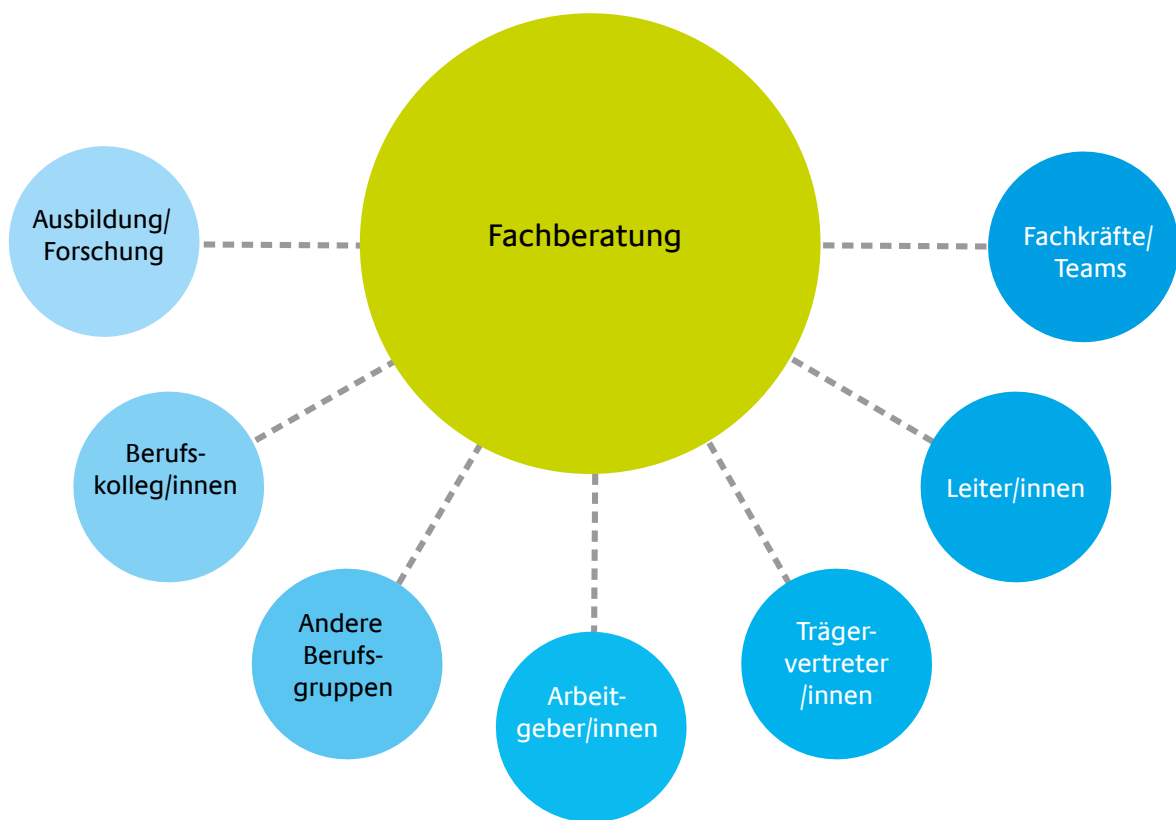 Fachberatung
Ausbildung/
Forschung
Berufs-
kolleg/innen
Andere
Berufs-
gruppen
Arbeit-
geber/innen
Träger-
vertreter
/innen
Leiter/innen
Fachkräfte/
Teams